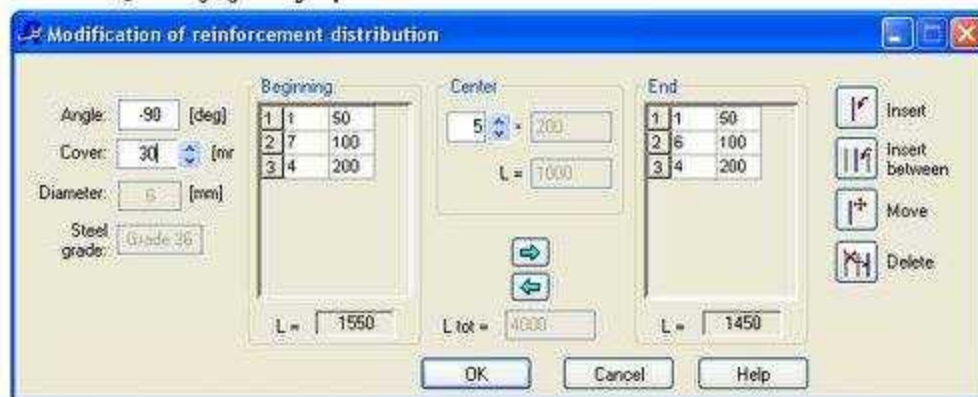 Modification of reinforcement distribution
Beginning
Center
End
Angle: -90 [deg]
Cover: 30 [mr
Diameter: 6 [mm]
Steel grade: Grade 36
1 1 50
2 7 100
3 4 200
L = 1550
5 * 200
L = 1000
L tot = 4000
1 1 50
2 6 100
3 4 200
L = 1450
Insert
Insert between
Move
Delete
OK
Cancel
Help